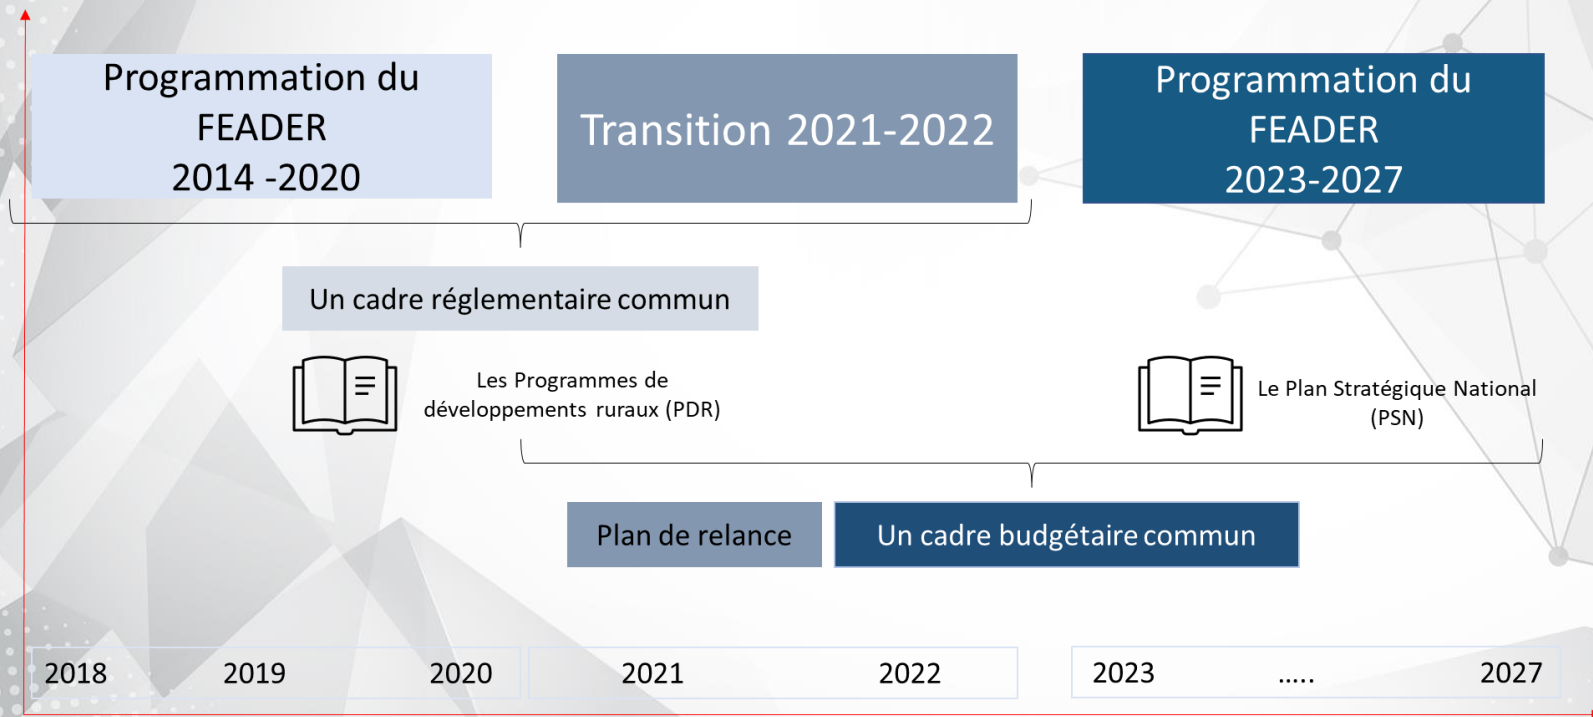 Programmation du
FEADER
2014 -2020
Transition 2021-2022
Programmation du
FEADER
2023-2027
Un cadre réglementaire commun
Les Programmes de
développements ruraux (PDR)
Le Plan Stratégique National
(PSN)
Plan de relance
Un cadre budgétaire commun
2018 2019 2020 2021 2022 2023 ..... 2027